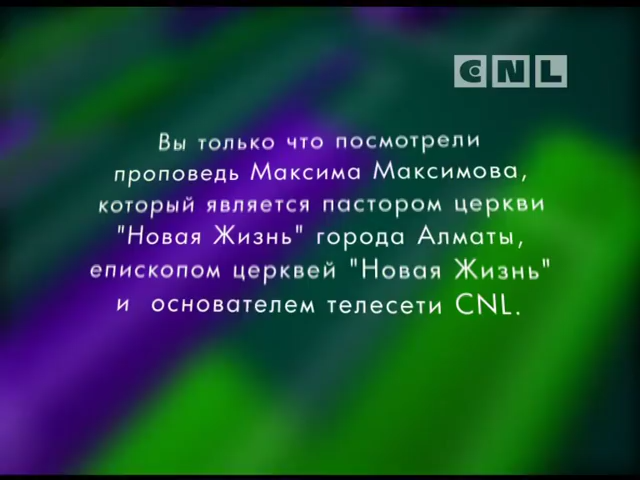 CNL
Вы только что посмотрели
проповедь Максима Максимова,
который является пастором церкви
"Новая Жизнь" города Алматы,
епископом церквей "Новая Жизнь"
и основателем телесети CNL.